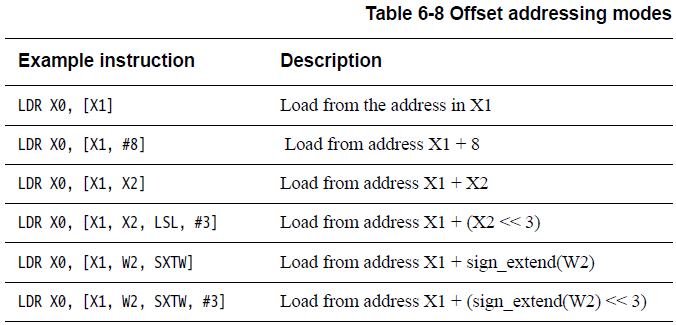 Table 6-8 Offset addressing modes
Example instruction Description
LDR X0, [X1] Load from the address in X1
LDR X0, [X1, #8] Load from address X1 + 8
LDR X0, [X1, X2] Load from address X1 + X2
LDR X0, [X1, X2, LSL, #3] Load from address X1 + (X2 << 3)
LDR X0, [X1, W2, SXTW] Load from address X1 + sign_extend(W2)
LDR X0, [X1, W2, SXTW, #3] Load from address X1 + (sign_extend(W2) << 3)